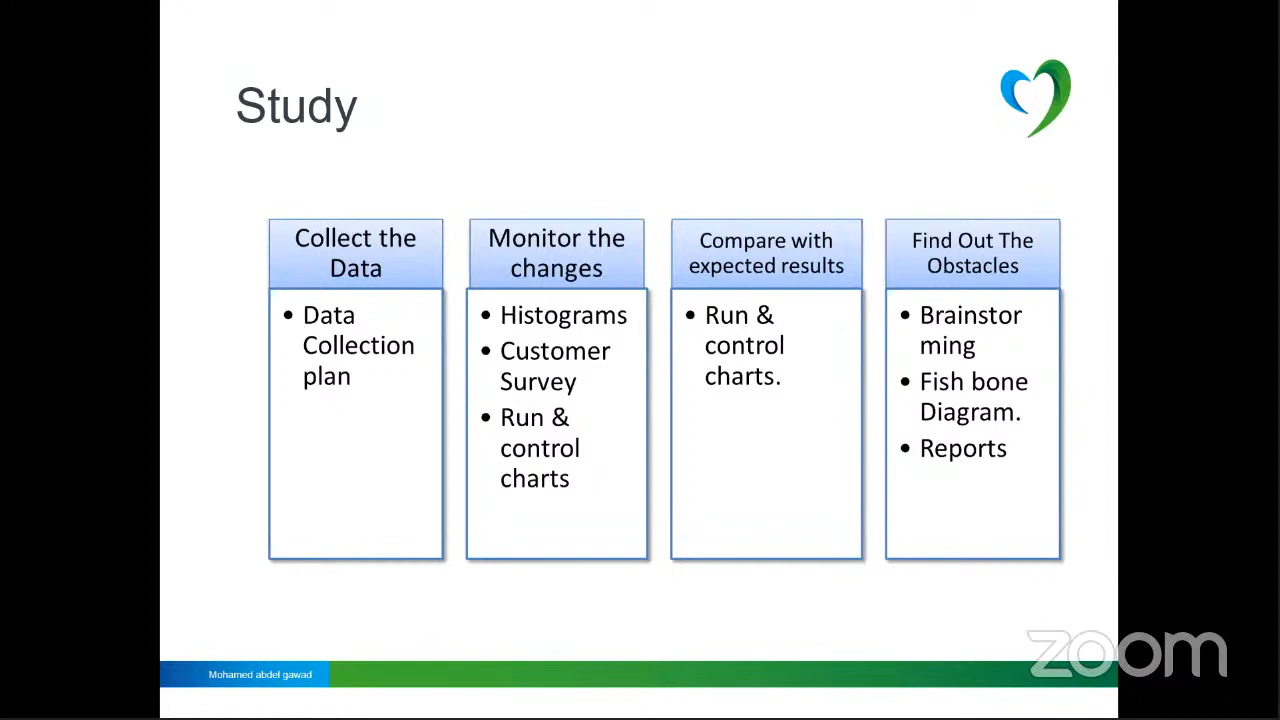 Study
Collect the
Data
• Data
Collection
plan
Monitor the
changes
• Histograms
• Customer
Survey
• Run &
control
charts
Compare with
expected results
• Run &
control
charts.
Find Out The
Obstacles
• Brainstor
ming
• Fish bone
Diagram.
• Reports
Mohamed abdel gawad
zoom